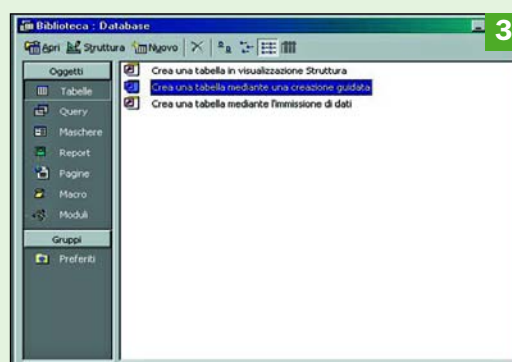 Biblioteca : Database
3
Apri Struttura Nuovo
Oggetti
Tabelle
Query
Maschere
Report
Pagine
Macro
Moduli
Gruppi
Preferiti
Crea una tabella in visualizzazione Struttura
Crea una tabella mediante una creazione guidata
Crea una tabella mediante l'immissione di dati